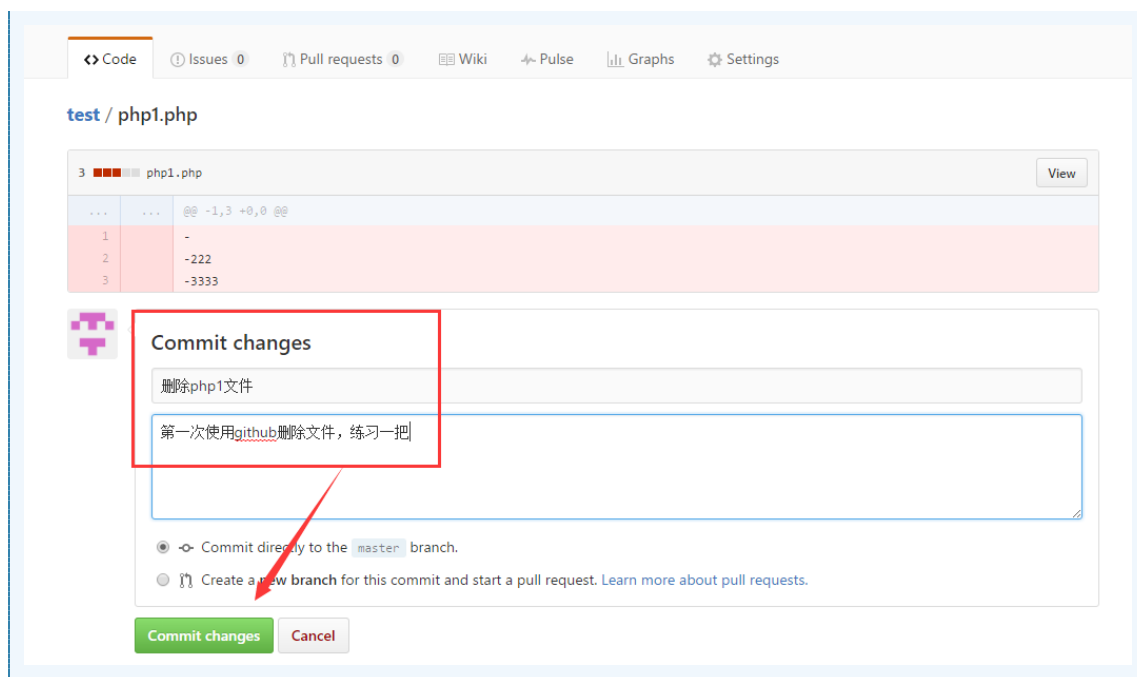 Code Issues 0 Pull requests 0 Wiki Pulse Graphs Settings
test / php1.php
3 php1.php View
... ... @@ -1,3 +0,0 @@
1 -
2 -222
3 -3333
Commit changes
删除php1文件
第一次使用github删除文件，练习一把
Commit directly to the master branch.
Create a new branch for this commit and start a pull request. Learn more about pull requests.
Commit changes Cancel